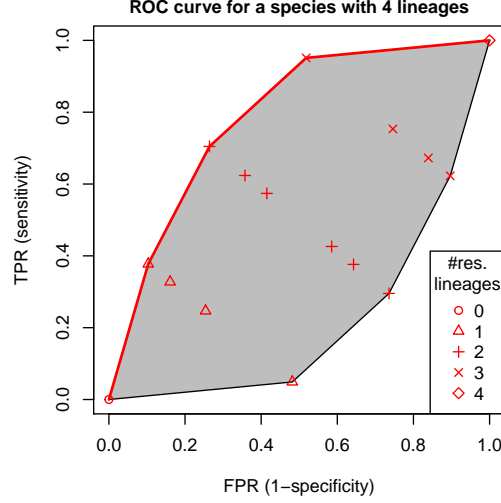 ROC curve for a species with 4 lineages
TPR (sensitivity)
1.0
0.8
0.6
0.4
0.2
0.0
0.0 0.2 0.4 0.6 0.8 1.0
FPR (1−specificity)
#res.
lineages
0
1
2
3
4